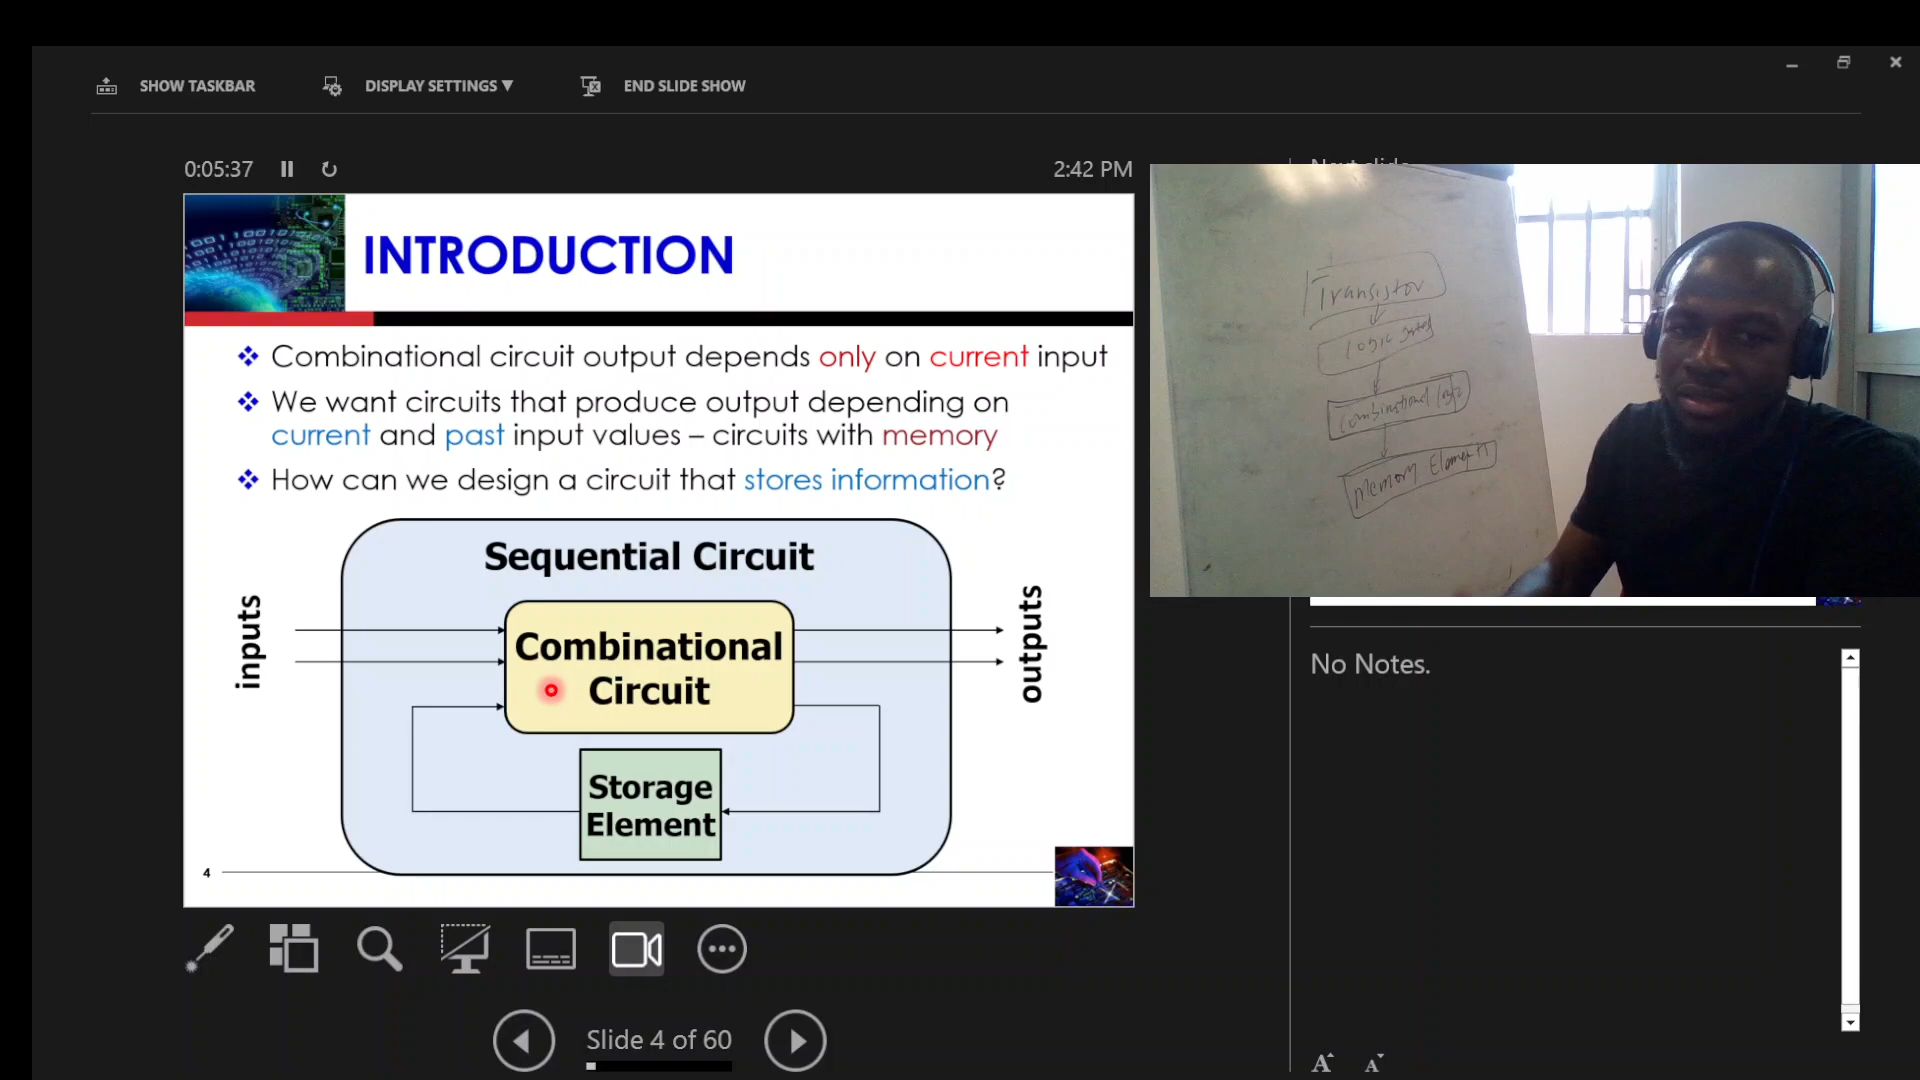 SHOW TASKBAR
DISPLAY SETTINGS ▼
END SLIDE SHOW
0:05:37
2:42 PM
Next slide
INTRODUCTION
❖ Combinational circuit output depends only on current input
❖ We want circuits that produce output depending on
current and past input values – circuits with memory
❖ How can we design a circuit that stores information?
Sequential Circuit
inputs
Combinational
Circuit
outputs
Storage
Element
4
Transistor
Logic
Combinational Logic
Memory Element
No Notes.
Slide 4 of 60
A
A